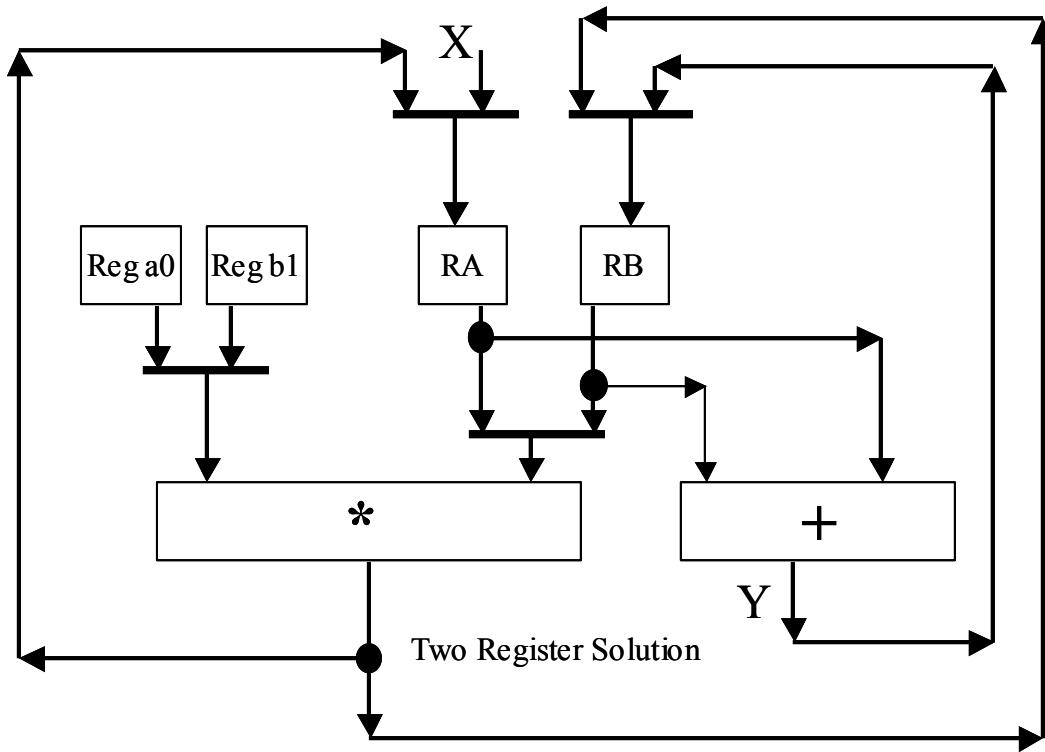 X
Reg a0
Reg b1
RA
RB
*
+
Y
Two Register Solution